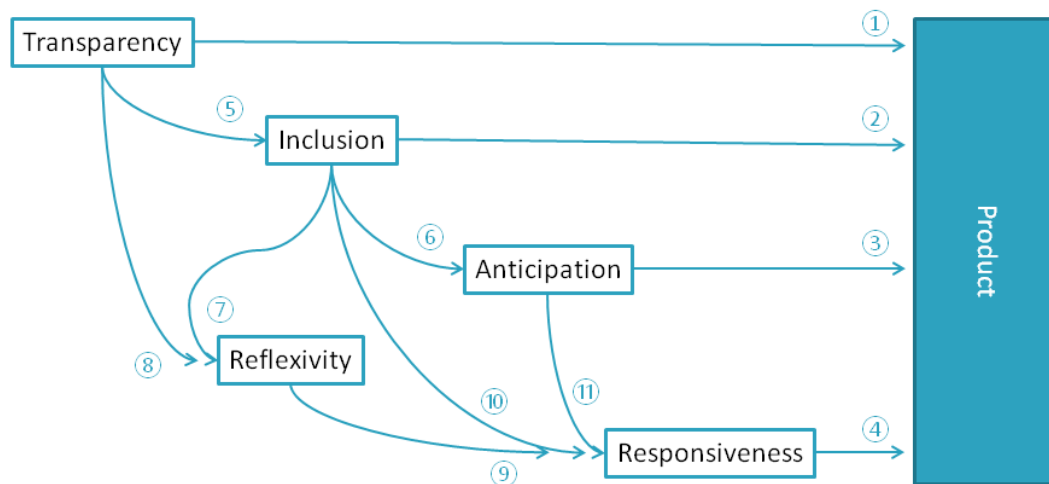 ①
Transparency
⑤
②
Inclusion
⑥
③
Anticipation
Product
⑦
⑧
Reflexivity
⑩
⑪
④
Responsiveness
⑨